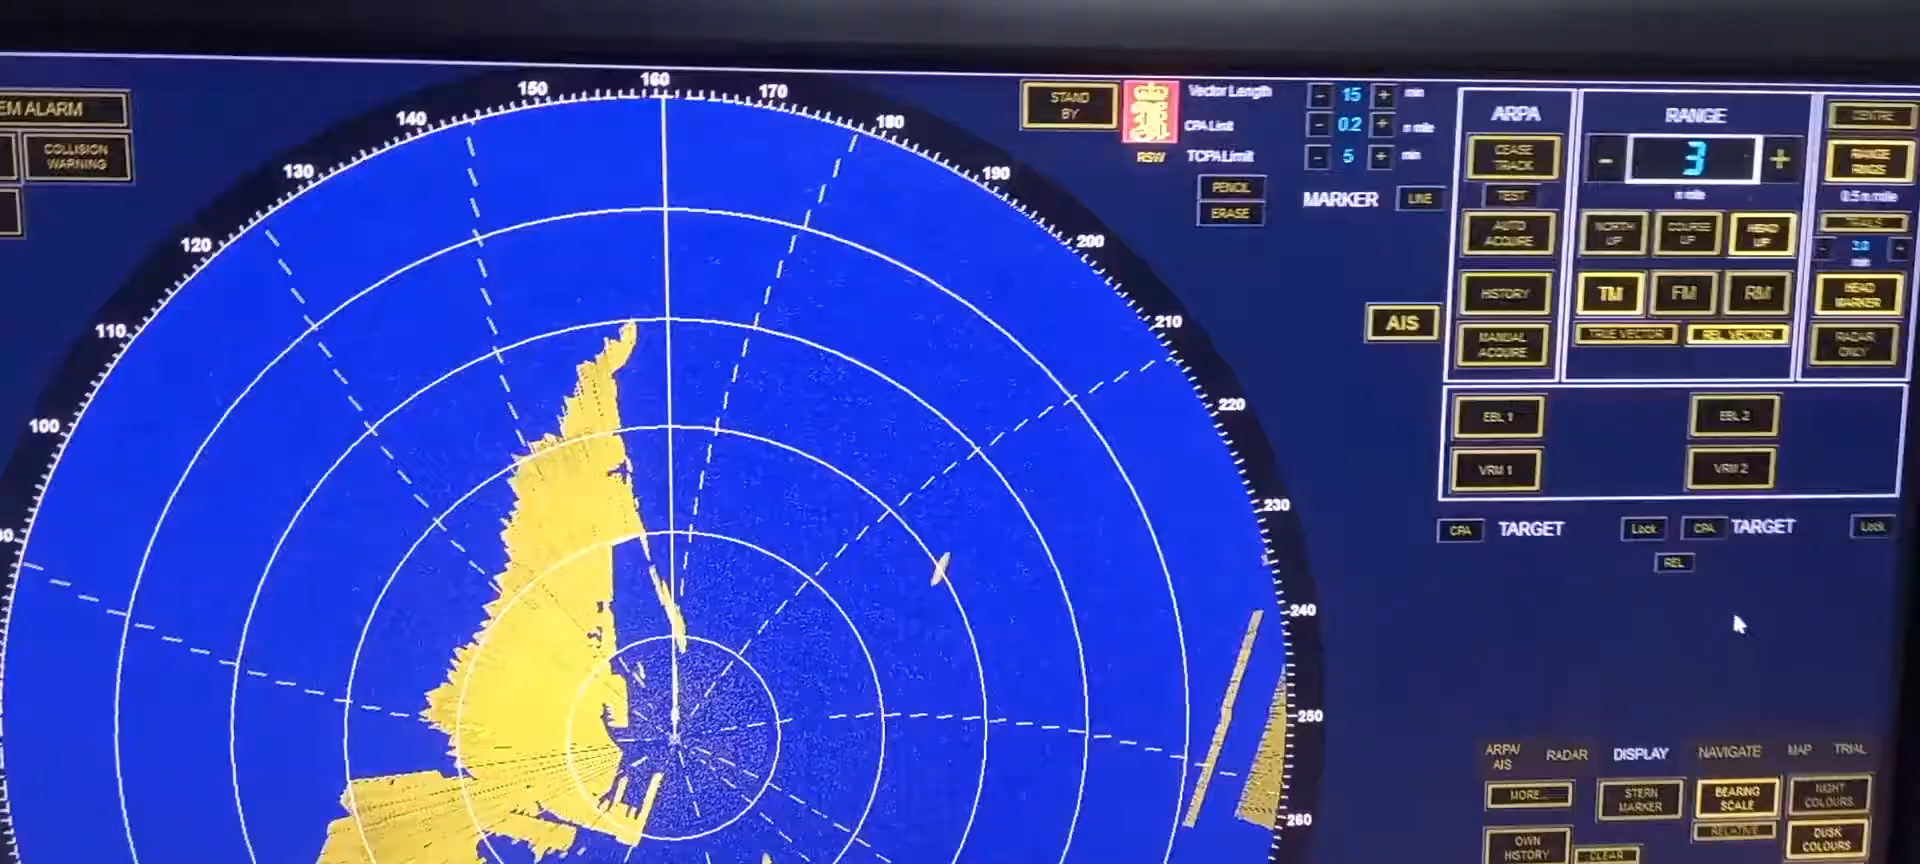 EM ALARM
COLLISION
WARNING
100
110
120
130
140
150
160
170
180
190
200
210
220
230
240
250
260
STAND
BY
RSW
Vector Length
- 15 + min
CPA Limit
- 0.2 + n mile
TCPA Limit
- 5 + min
PENCIL
ERASE
MARKER
LINE
AIS
ARPA
CEASE
TRACK
TEST
AUTO
ACQUIRE
HISTORY
MANUAL
ACQUIRE
RANGE
- 3 +
n mile
NORTH
UP
COURSE
UP
HEAD
UP
TM
FM
RM
TRUE VECTOR
REL VECTOR
CENTRE
RANGE
RINGS
0.5 n mile
TRAILS
- 3.0 +
min
HEAD
MARKER
RADAR
ONLY
EBL 1
EBL 2
VRM 1
VRM 2
CPA
TARGET
Lock
CPA
TARGET
Lock
REL
ARPA/
AIS
RADAR
DISPLAY
NAVIGATE
MAP
TRIAL
MORE...
STERN
MARKER
BEARING
SCALE
NIGHT
COLOURS
RELATIVE
OWN
HISTORY
CLEAR
DUSK
COLOURS